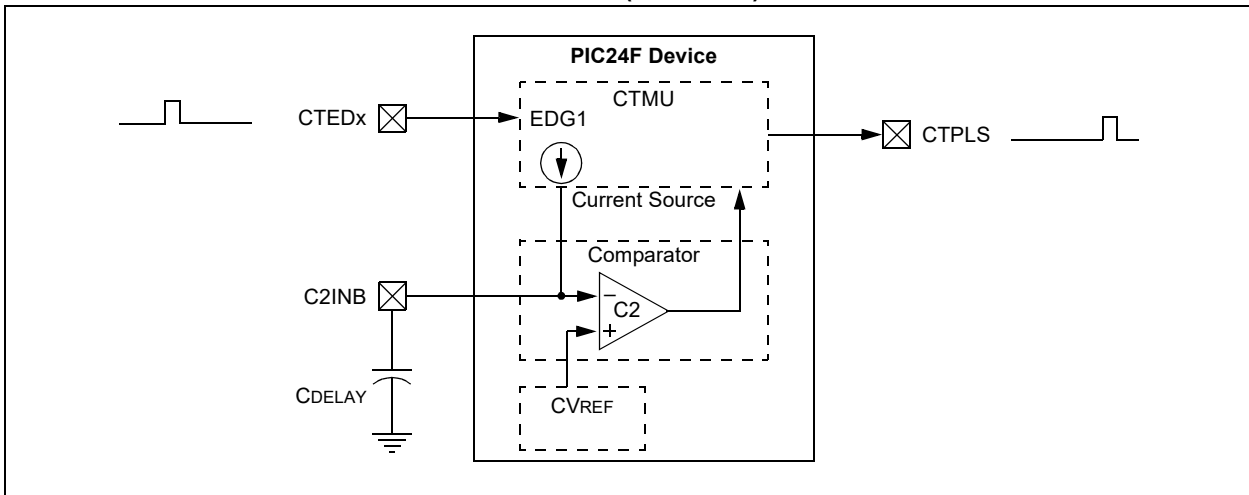 PIC24F Device
CTMU
CTEDx
EDG1
CTPLS
Current Source
Comparator
C2INB
−
C2
+
CDELAY
CVREF